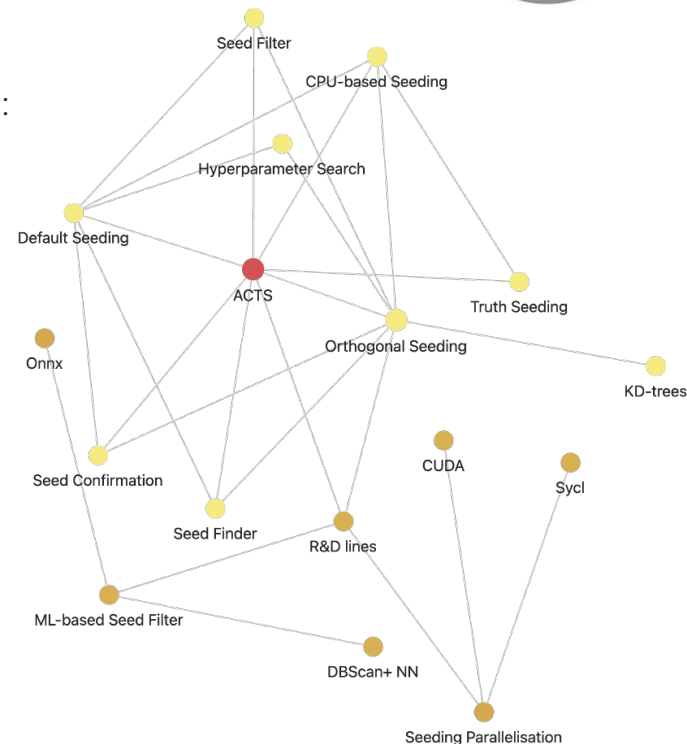 Seed Filter
CPU-based Seeding
:
Hyperparameter Search
Default Seeding
ACTS
Truth Seeding
Orthogonal Seeding
Onnx
KD-trees
CUDA
Seed Confirmation
Sycl
Seed Finder
R&D lines
ML-based Seed Filter
DBScan+ NN
Seeding Parallelisation